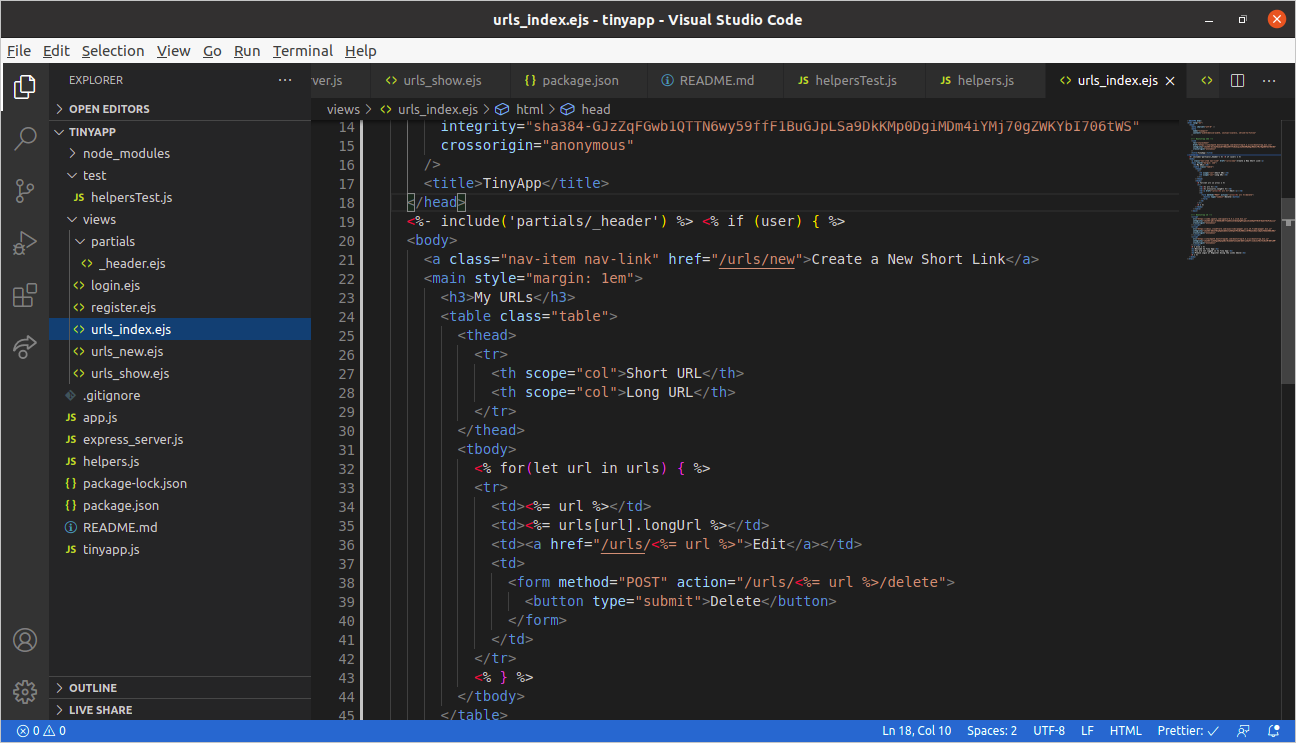 urls_index.ejs - tinyapp - Visual Studio Code
File Edit Selection View Go Run Terminal Help
EXPLORER
ver.js urls_show.ejs package.json README.md helpersTest.js helpers.js urls_index.ejs
OPEN EDITORS
TINYAPP
node_modules
test
JS helpersTest.js
views
partials
<> _header.ejs
<> login.ejs
<> register.ejs
<> urls_index.ejs
<> urls_new.ejs
<> urls_show.ejs
.gitignore
JS app.js
JS express_server.js
JS helpers.js
{} package-lock.json
{} package.json
README.md
JS tinyapp.js
OUTLINE
LIVE SHARE
views > <> urls_index.ejs > html > head
14 integrity="sha384-GJzZqFGwb1QTTN6wy59ffF1BuGJpLSa9DkKMp0DgiMDm4iYMj70gZWKYbI706tWS"
15 crossorigin="anonymous"
16 />
17 <title>TinyApp</title>
18 </head>
19 <%- include('partials/_header') %> <% if (user) { %>
20 <body>
21 <a class="nav-item nav-link" href="/urls/new">Create a New Short Link</a>
22 <main style="margin: 1em">
23 <h3>My URLs</h3>
24 <table class="table">
25 <thead>
26 <tr>
27 <th scope="col">Short URL</th>
28 <th scope="col">Long URL</th>
29 </tr>
30 </thead>
31 <tbody>
32 <% for(let url in urls) { %>
33 <tr>
34 <td><%= url %></td>
35 <td><%= urls[url].longUrl %></td>
36 <td><a href="/urls/<%= url %>">Edit</a></td>
37 <td>
38 <form method="POST" action="/urls/<%= url %>/delete">
39 <button type="submit">Delete</button>
40 </form>
41 </td>
42 </tr>
43 <% } %>
44 </tbody>
45 </table>
0 0 Ln 18, Col 10 Spaces: 2 UTF-8 LF HTML Prettier: ✓